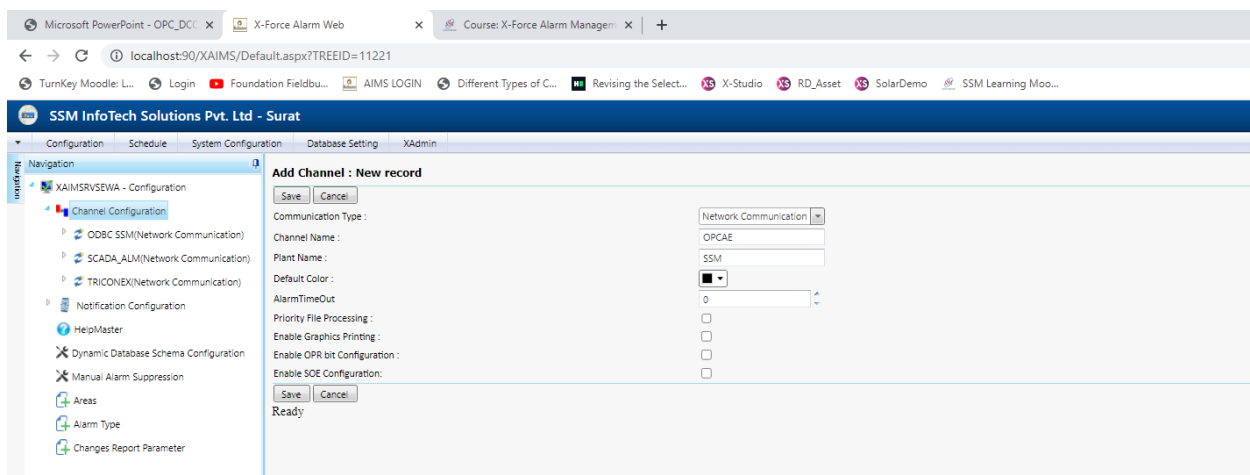 Microsoft PowerPoint - OPC_DCC
X-Force Alarm Web
Course: X-Force Alarm Managem
localhost:90/XAIMS/Default.aspx?TREEID=11221
TurnKey Moodle: L...
Login
Foundation Fieldbu...
AIMS LOGIN
Different Types of C...
Revising the Select...
X-Studio
RD_Asset
SolarDemo
SSM Learning Moo...
SSM InfoTech Solutions Pvt. Ltd - Surat
Configuration
Schedule
System Configuration
Database Setting
XAdmin
Navigation
Navigation
XAIMSRVSEWA - Configuration
Channel Configuration
ODBC SSM(Network Communication)
SCADA_ALM(Network Communication)
TRICONEX(Network Communication)
Notification Configuration
HelpMaster
Dynamic Database Schema Configuration
Manual Alarm Suppression
Areas
Alarm Type
Changes Report Parameter
Add Channel : New record
Save Cancel
Communication Type : Network Communication
Channel Name : OPCAE
Plant Name : SSM
Default Color :
AlarmTimeOut 0
Priority File Processing :
Enable Graphics Printing :
Enable OPR bit Configuration :
Enable SOE Configuration:
Save Cancel
Ready